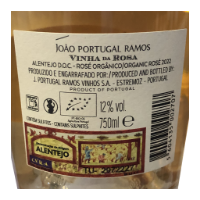 JOÃO PORTUGAL RAMOS
VINHA DA ROSA
ALENTEJO D.O.C. - ROSÉ ORGÂNICO/ORGANIC ROSÉ 2022
PRODUZIDO E ENGARRAFADO POR:/PRODUCED AND BOTTLED BY:
J. PORTUGAL RAMOS VINHOS S.A. - ESTREMOZ - PORTUGAL
PRODUCT OF PORTUGAL
12% vol.
750ml e
CONTÉM SULFITOS - CONTAINS SULPHITES
ALENTEJO